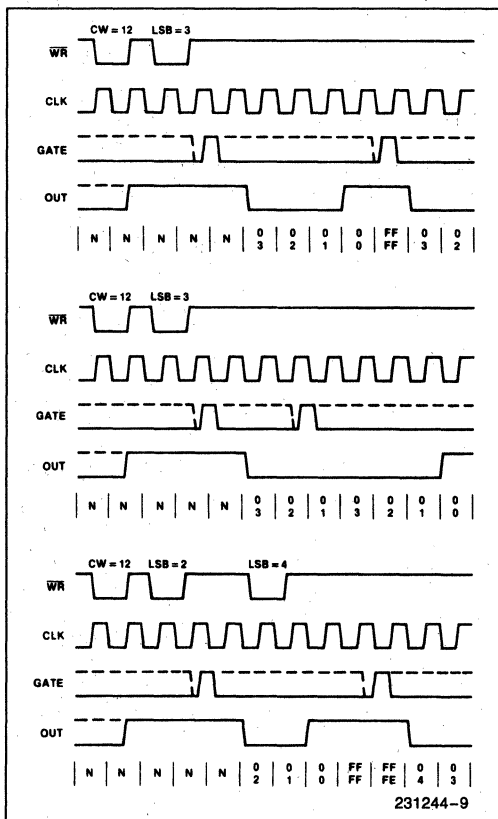 CW = 12 LSB = 3
WR
CLK
GATE
OUT
N N N N N 0 0 0 0 FF 0 0
3 2 1 0 FF 3 2
CW = 12 LSB = 3
WR
CLK
GATE
OUT
N N N N N 0 0 0 0 0 0 0
3 2 1 3 2 1 0
CW = 12 LSB = 2 LSB = 4
WR
CLK
GATE
OUT
N N N N N 0 0 0 FF FF 0 0
2 1 0 FF FE 4 3
231244-9